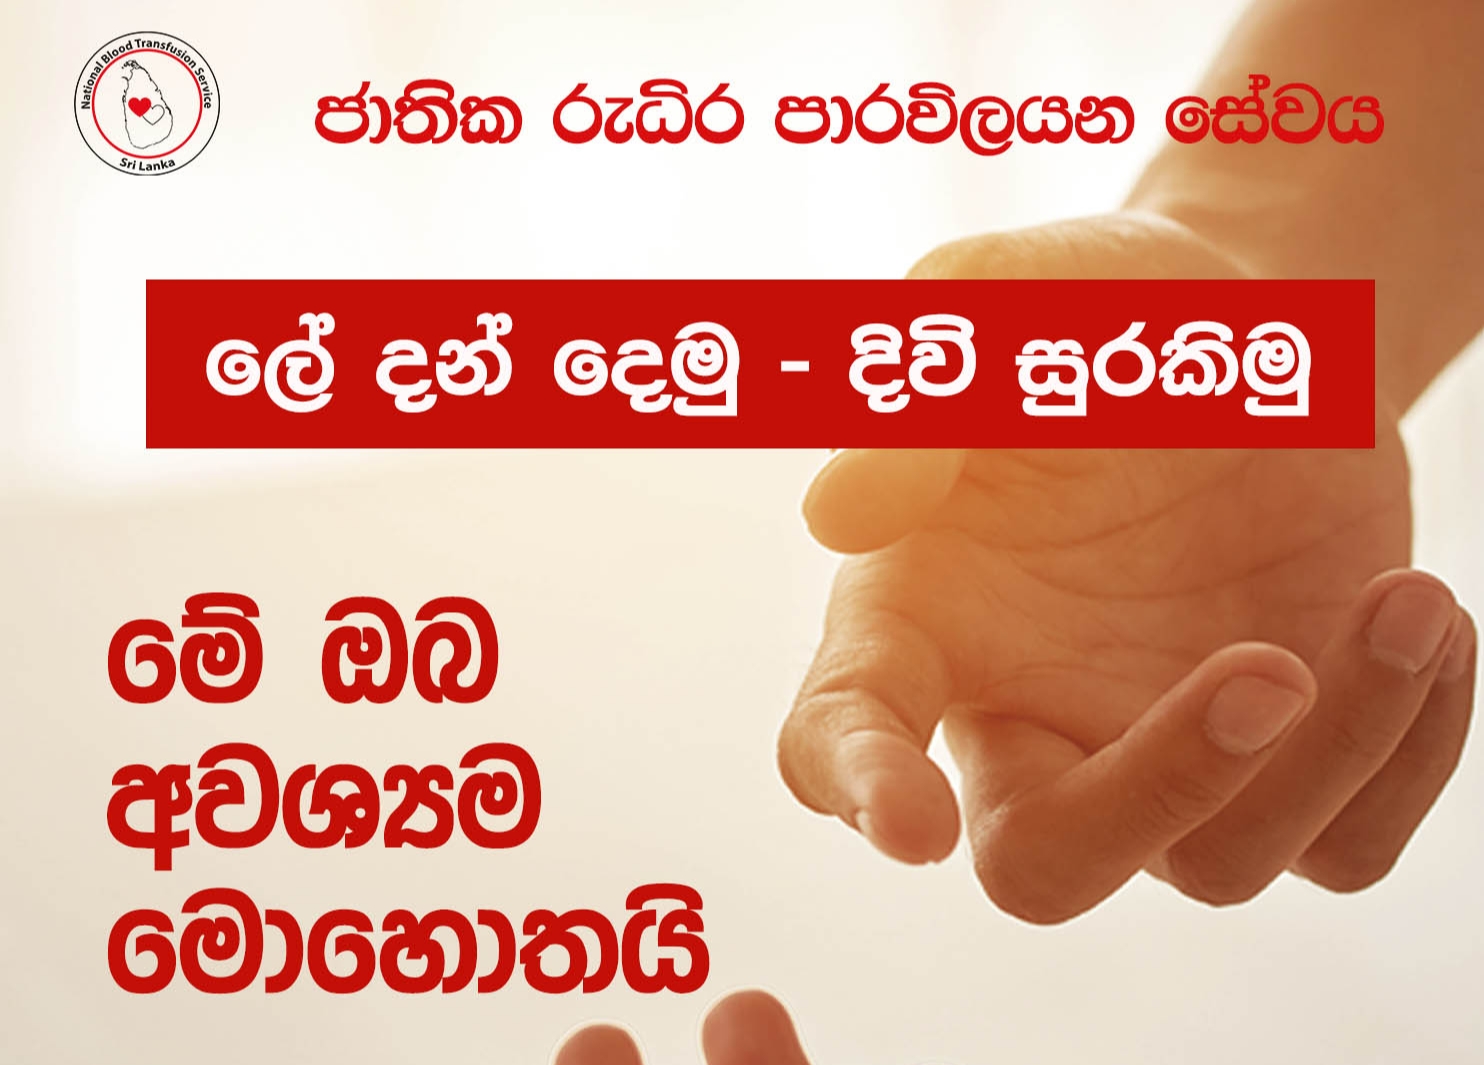 National Blood Transfusion Service
Sri Lanka
ජාතික රුධිර පාරවිලයන සේවය
ලේ දන් දෙමු - දිවි සුරකිමු
මේ ඔබ
අවශ්‍යම
මොහොතයි